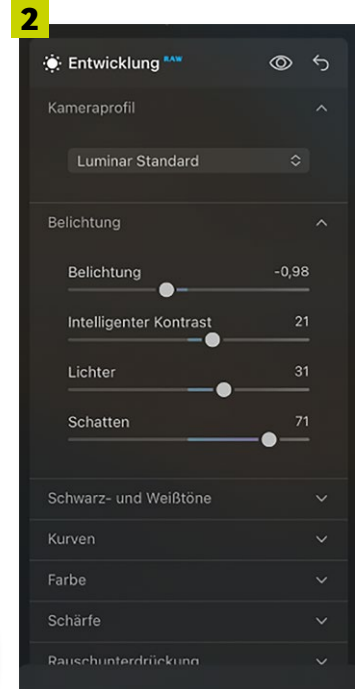 2
Entwicklung RAW
Kameraprofil
Luminar Standard
Belichtung
Belichtung -0,98
Intelligenter Kontrast 21
Lichter 31
Schatten 71
Schwarz- und Weißtöne
Kurven
Farbe
Schärfe
Rauschunterdrückung